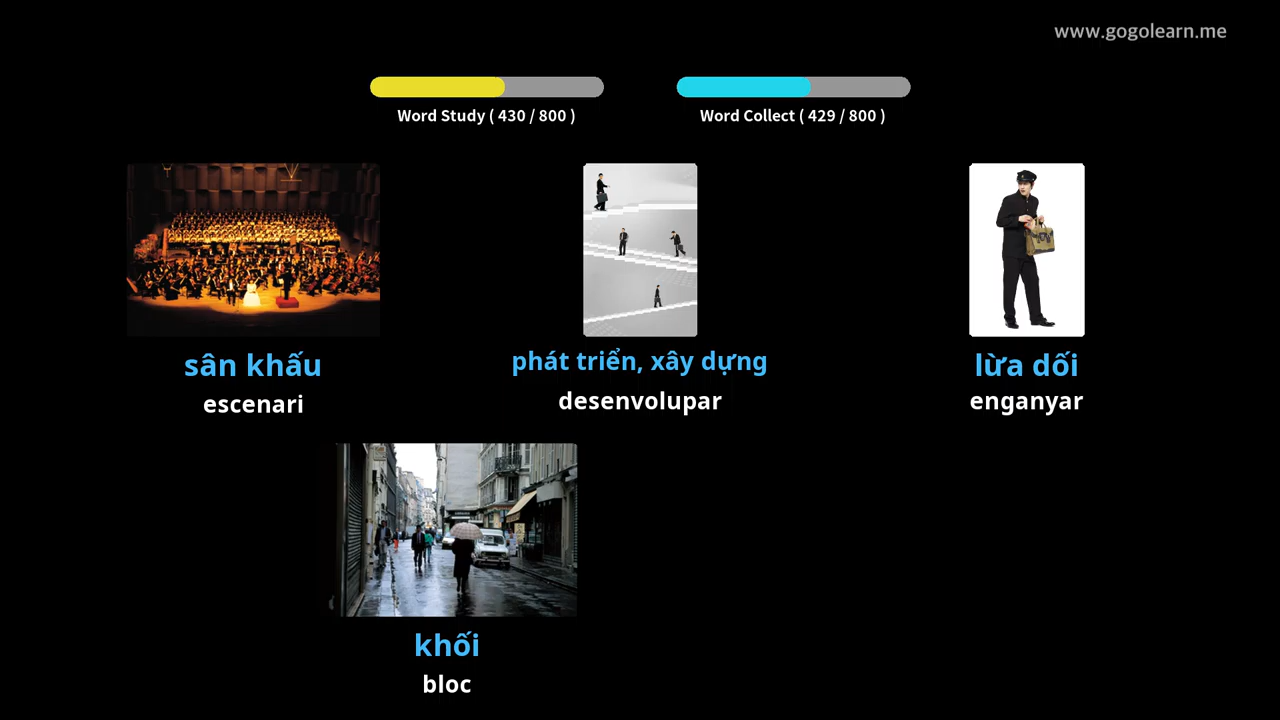 www.gogolearn.me
Word Study ( 430 / 800 )
Word Collect ( 429 / 800 )
sân khấu
escenari
phát triển, xây dựng
desenvolupar
lừa dối
enganyar
khối
bloc